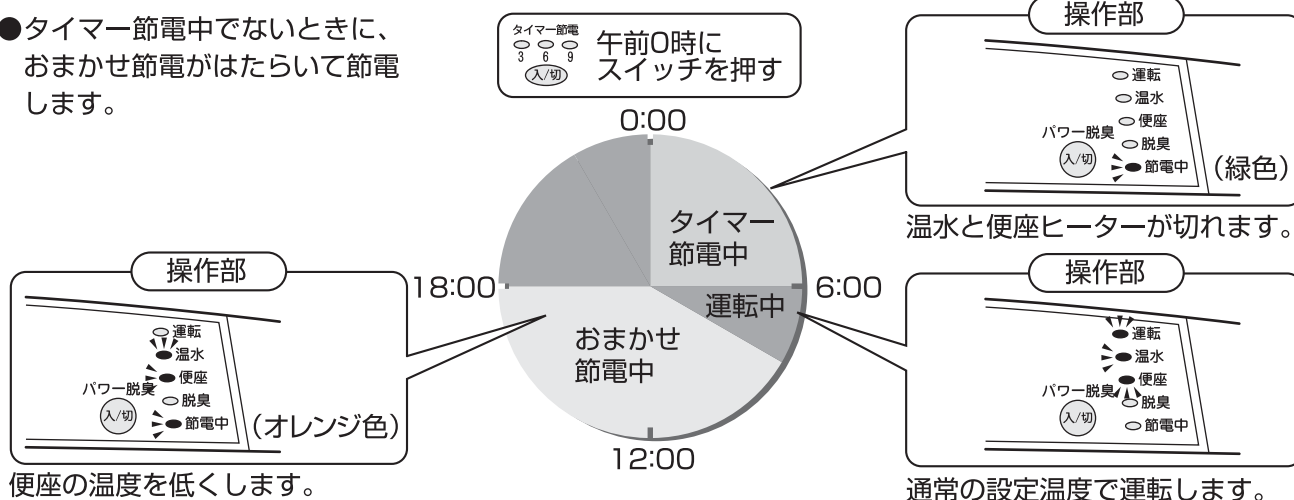 ●タイマー節電中でないときに、
おまかせ節電がはたらいて節電
します。
タイマー節電
3 6 9
入/切
午前0時に
スイッチを押す
操作部
運転
温水
便座
パワー脱臭
脱臭
入/切
節電中
(緑色)
温水と便座ヒーターが切れます。
0:00
タイマー
節電中
6:00
運転中
18:00
おまかせ
節電中
12:00
操作部
運転
温水
便座
パワー脱臭
脱臭
入/切
節電中
(オレンジ色)
便座の温度を低くします。
操作部
運転
温水
便座
パワー脱臭
脱臭
入/切
節電中
通常の設定温度で運転します。